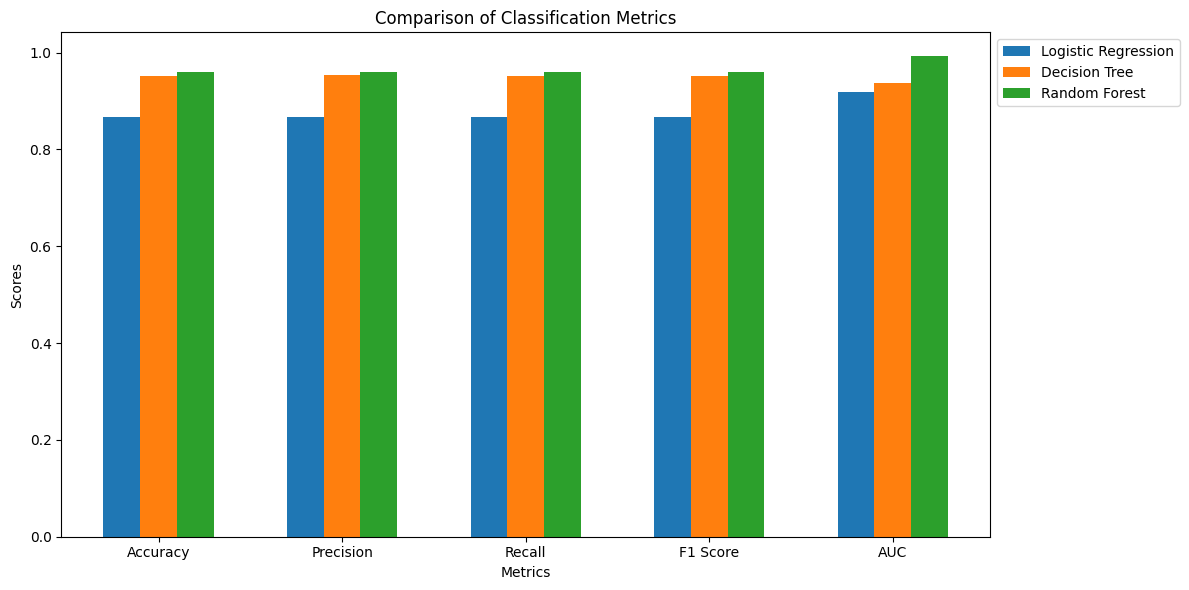 Comparison of Classification Metrics
1.0
0.8
0.6
0.4
0.2
0.0
Scores
Accuracy
Precision
Recall
F1 Score
AUC
Metrics
Logistic Regression
Decision Tree
Random Forest